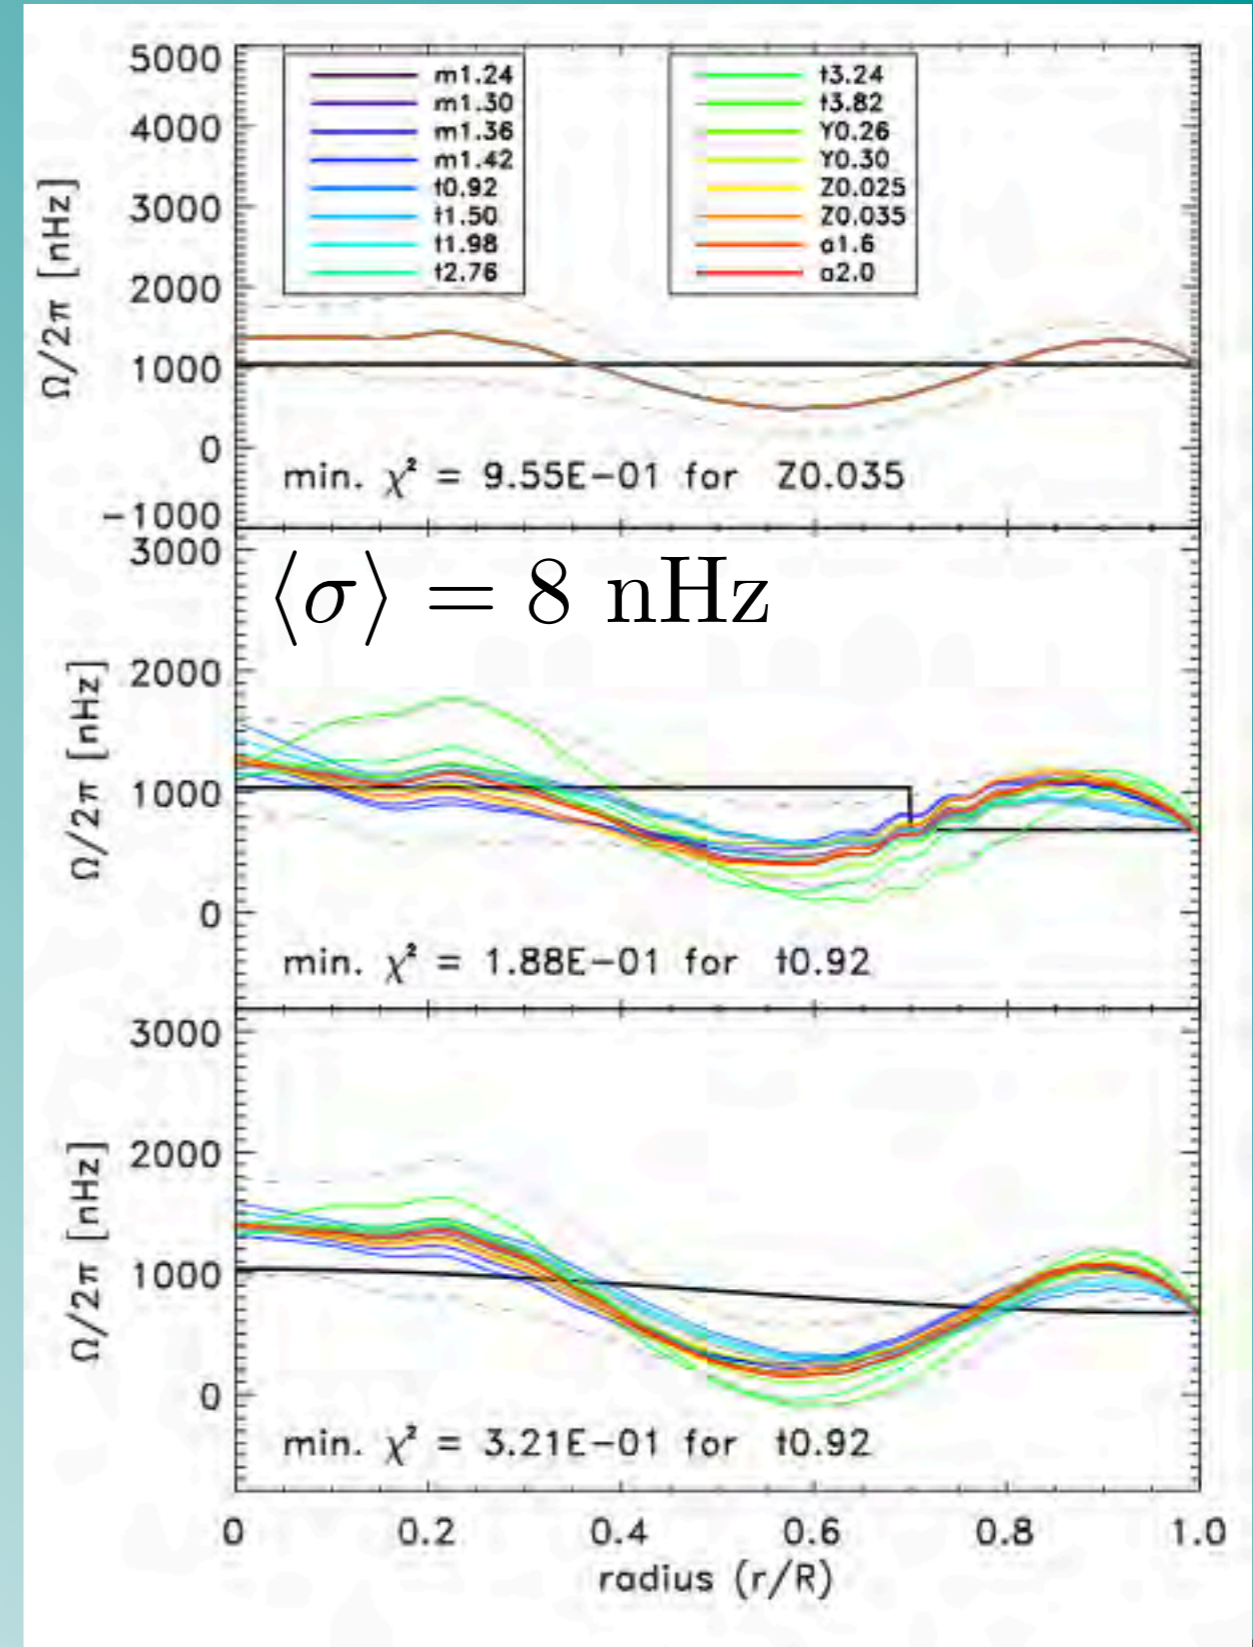 5000
4000
3000
2000
1000
0
-1000
Ω/2π [nHz]
m1.24
m1.30
m1.36
m1.42
t0.92
t1.50
t1.98
t2.76
t3.24
t3.82
Y0.26
Y0.30
Z0.025
Z0.035
a1.6
a2.0
min. χ² = 9.55E-01 for Z0.035
3000
2000
1000
0
Ω/2π [nHz]
⟨σ⟩ = 8 nHz
min. χ² = 1.88E-01 for t0.92
3000
2000
1000
0
Ω/2π [nHz]
min. χ² = 3.21E-01 for t0.92
0 0.2 0.4 0.6 0.8 1.0
radius (r/R)